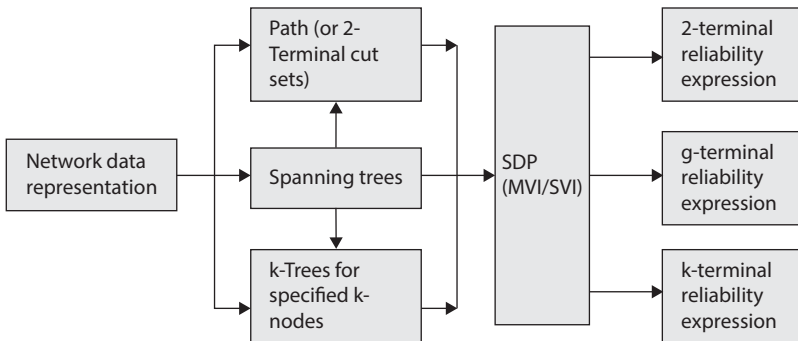 Network data
representation
Path (or 2-
Terminal cut
sets)
Spanning trees
k-Trees for
specified k-
nodes
SDP
(MVI/SVI)
2-terminal
reliability
expression
g-terminal
reliability
expression
k-terminal
reliability
expression